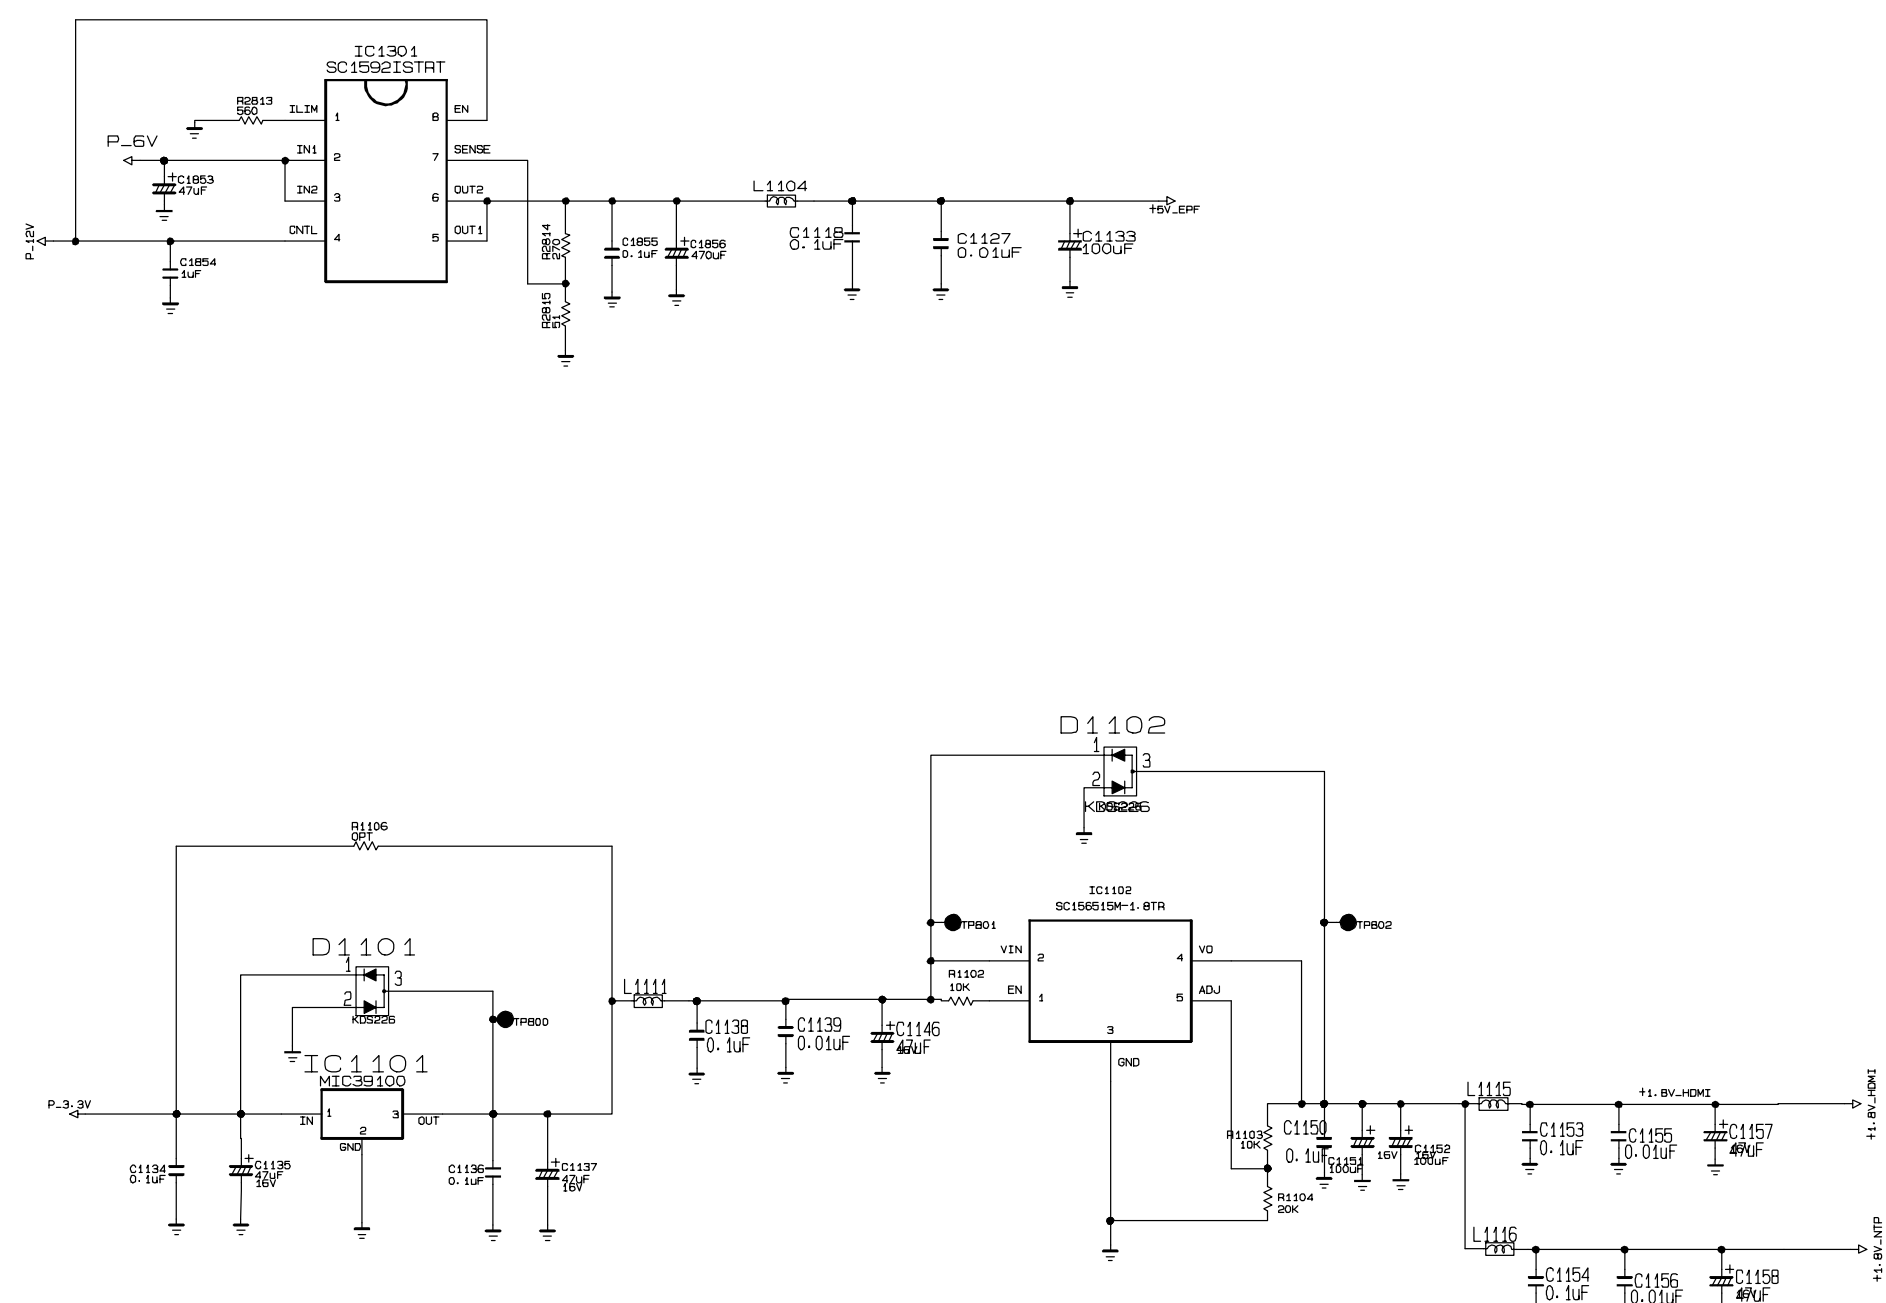 IC1301
SC1592ISTRT
R2813
560
ILIM
1
8
EN
P_6V
IN1
2
7
SENSE
C1853
47uF
IN2
3
6
OUT2
L1104
+5V_EPF
P_12V
CNTL
4
5
OUT1
C1854
1uF
R2814
270
R2815
51
C1855
0.1uF
C1856
470uF
C1118
0.1uF
C1127
0.01uF
C1133
100uF
D1102
1
2
3
KDS226
R1106
OPT
IC1102
SC156515M-1.8TR
TP801
TP802
D1101
1
2
3
KDS226
TP800
VIN
2
4
VO
R1102
10K
EN
1
5
ADJ
3
GND
L1111
C1138
0.1uF
C1139
0.01uF
C1146
47uF
IC1101
MIC39100
P_3.3V
IN
1
3
OUT
2
GND
C1134
0.1uF
C1135
47uF
16V
C1136
0.1uF
C1137
47uF
16V
R1103
10K
R1104
20K
C1150
0.1uF
C1151
100uF
16V
C1152
100uF
L1115
+1.8V_HDMI
+1.8V_HDMI
C1153
0.1uF
C1155
0.01uF
C1157
47uF
L1116
+1.8V_NTP
C1154
0.1uF
C1156
0.01uF
C1158
47uF